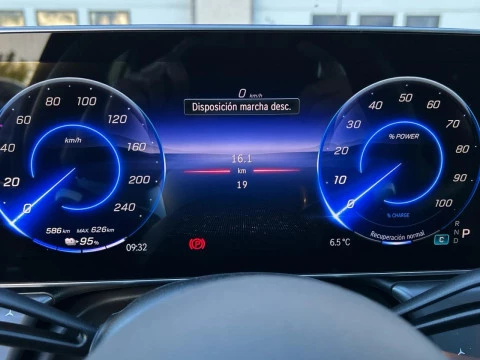 0 km/h
Disposición marcha desc.
80 100
60 120
40 140
km/h
20 160
0 200
240
586 km MAX. 626 km
95%
09:32
16.1
km
19
(P)
50 60
40 70
30 80
% POWER
20 90
10 100
0
% CHARGE
Recuperación normal
6.5°C
C
R
N
D
P